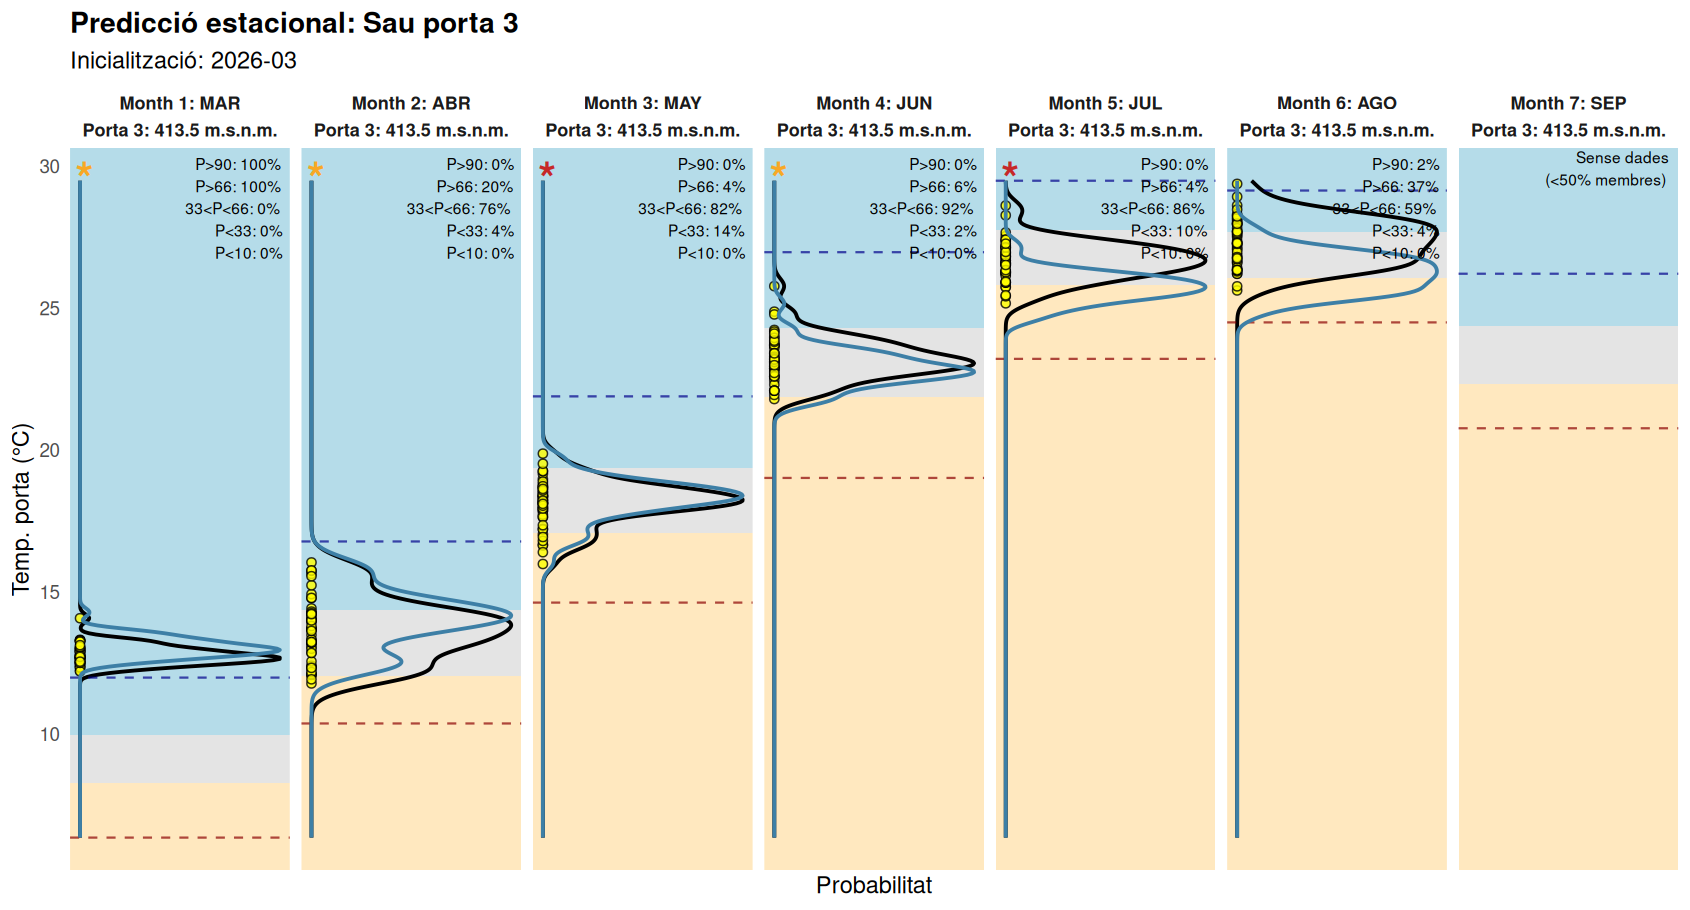 Predicció estacional: Sau porta 3
Inicialització: 2026-03
Month 1: MAR
Porta 3: 413.5 m.s.n.m.
Month 2: ABR
Porta 3: 413.5 m.s.n.m.
Month 3: MAY
Porta 3: 413.5 m.s.n.m.
Month 4: JUN
Porta 3: 413.5 m.s.n.m.
Month 5: JUL
Porta 3: 413.5 m.s.n.m.
Month 6: AGO
Porta 3: 413.5 m.s.n.m.
Month 7: SEP
Porta 3: 413.5 m.s.n.m.
Temp. porta (°C)
30
25
20
15
10
*
P>90: 100%
P>66: 100%
33<P<66: 0%
P<33: 0%
P<10: 0%
*
P>90: 0%
P>66: 20%
33<P<66: 76%
P<33: 4%
P<10: 0%
*
P>90: 0%
P>66: 4%
33<P<66: 82%
P<33: 14%
P<10: 0%
*
P>90: 0%
P>66: 6%
33<P<66: 92%
P<33: 2%
P<10: 0%
*
P>90: 0%
P>66: 4%
33<P<66: 86%
P<33: 10%
P<10: 0%
P>90: 2%
P>66: 37%
33<P<66: 59%
P<33: 4%
P<10: 0%
Sense dades
(<50% membres)
Probabilitat